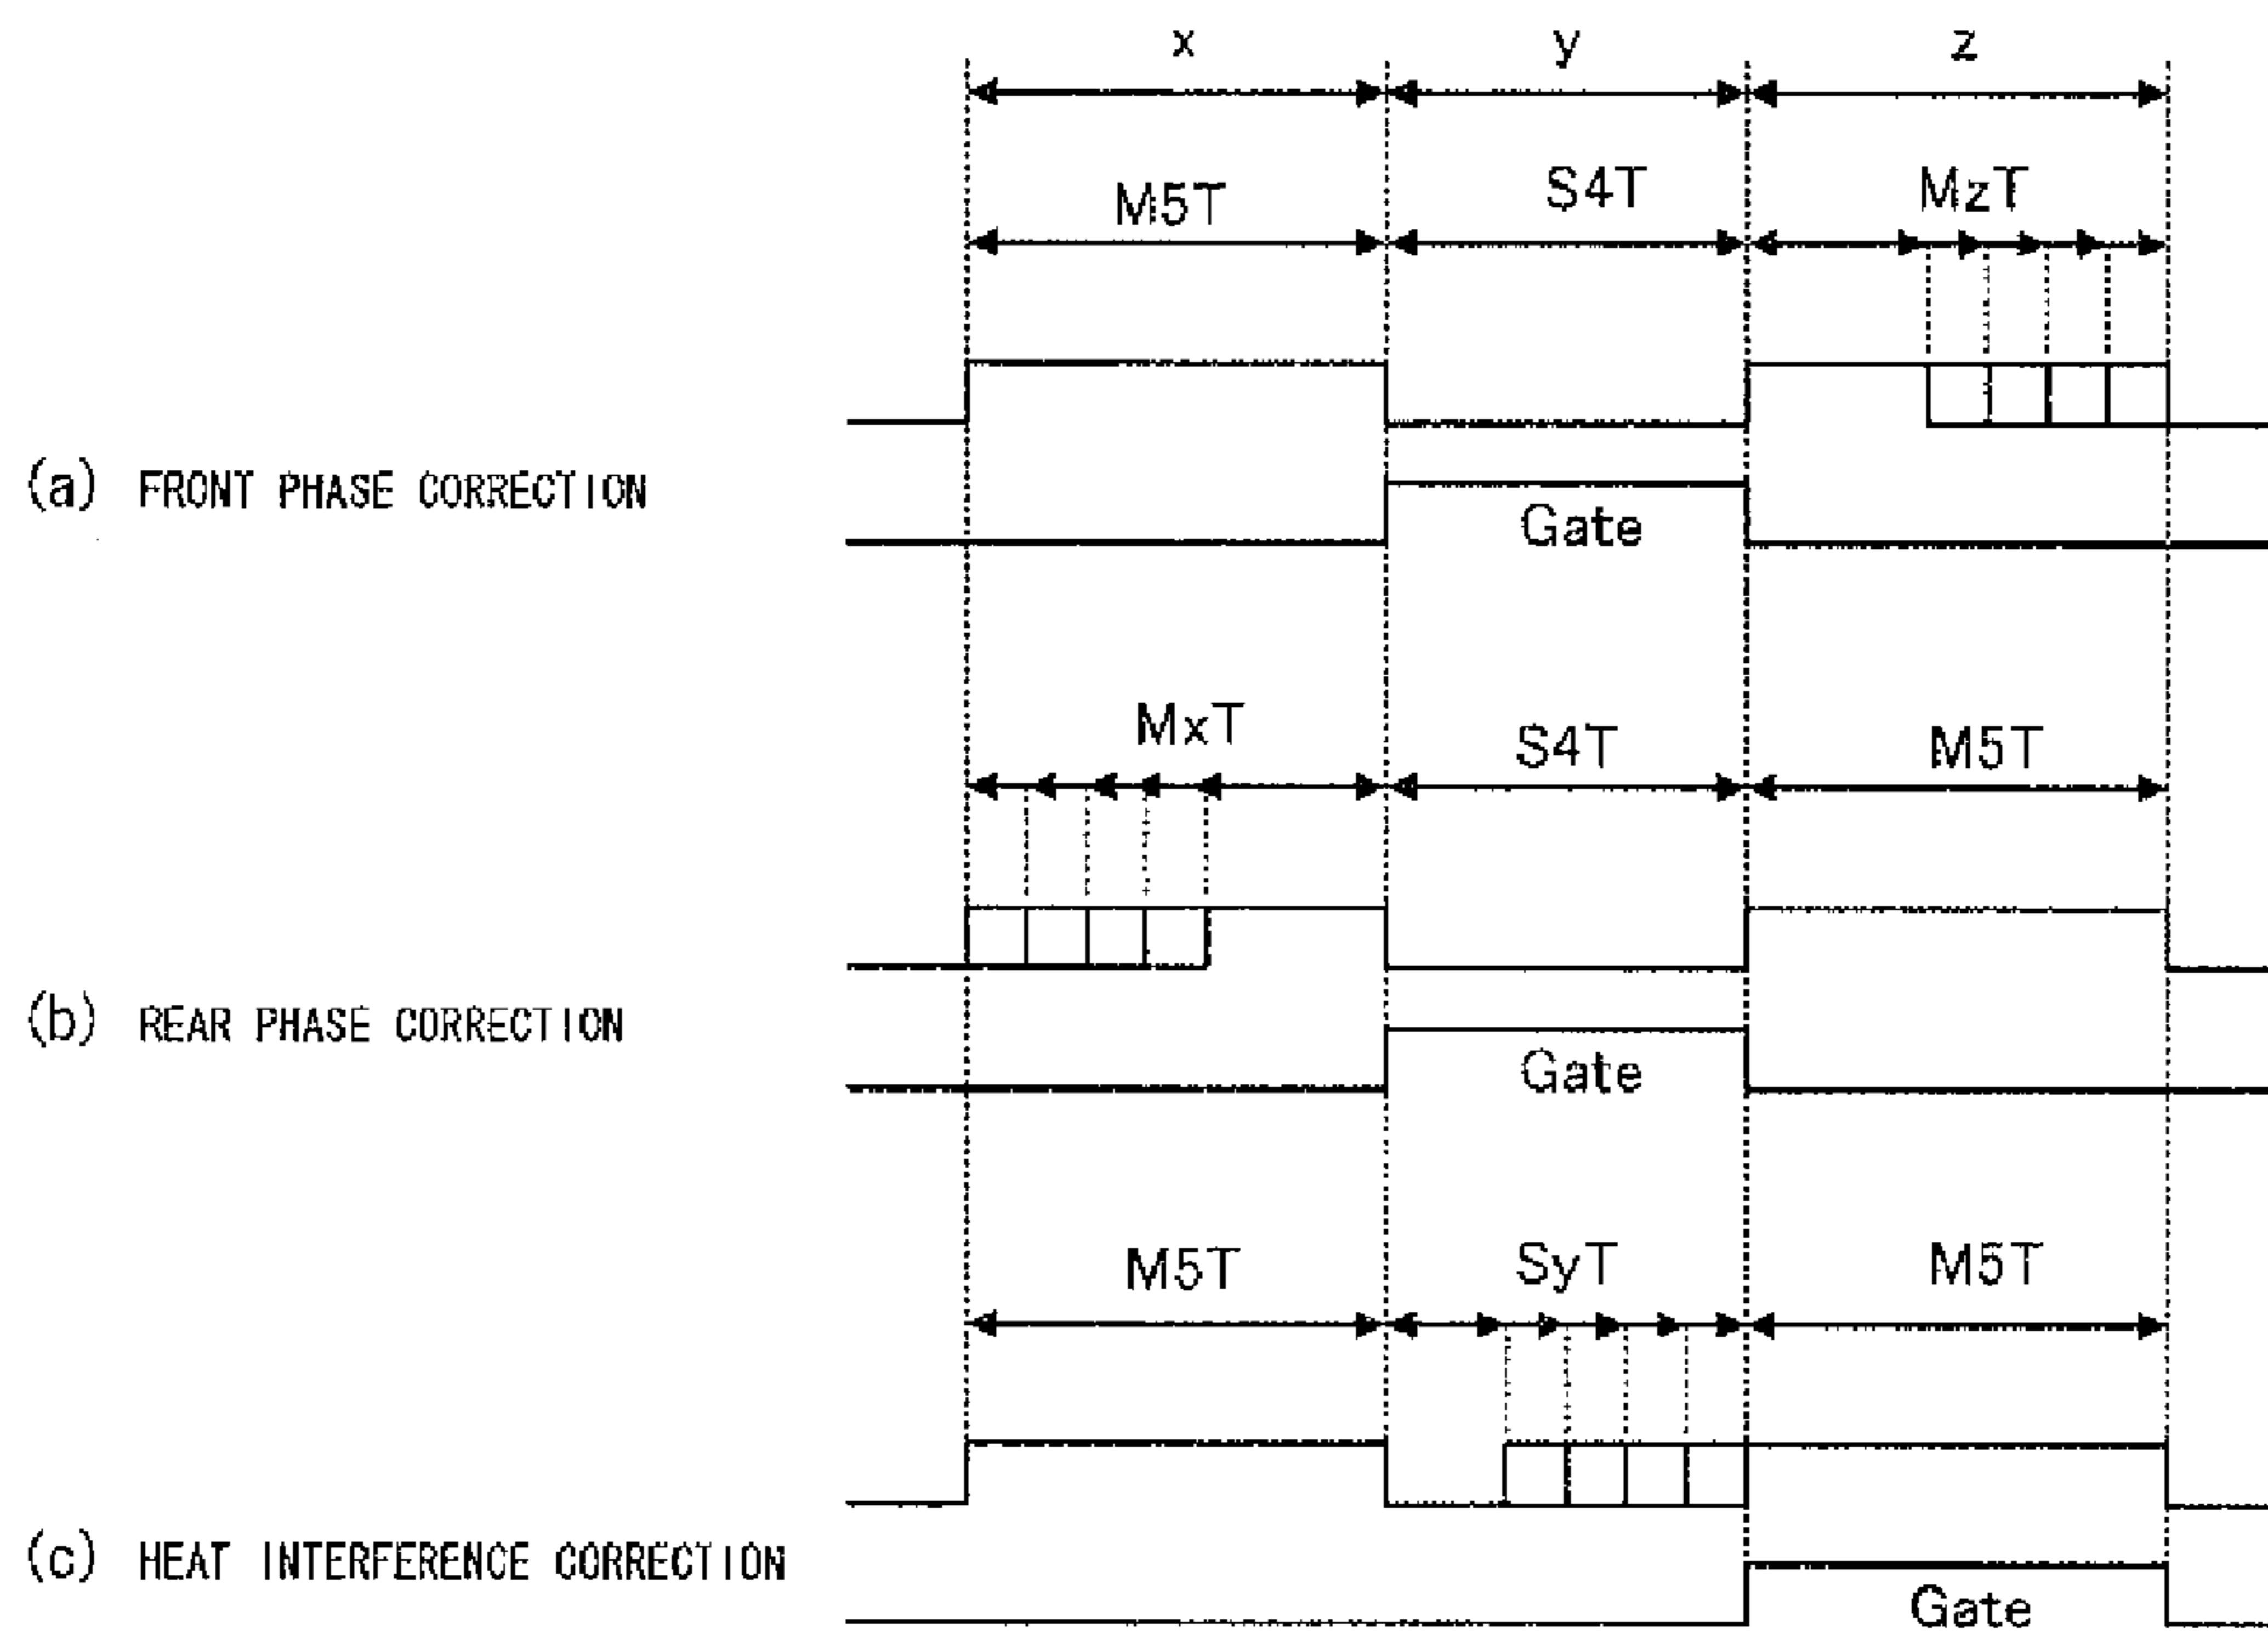 x y z
M5T S4T MzT
(a) FRONT PHASE CORRECTION
Gate
MxT S4T M5T
(b) REAR PHASE CORRECTION
Gate
M5T SyT M5T
(c) HEAT INTERFERENCE CORRECTION
Gate